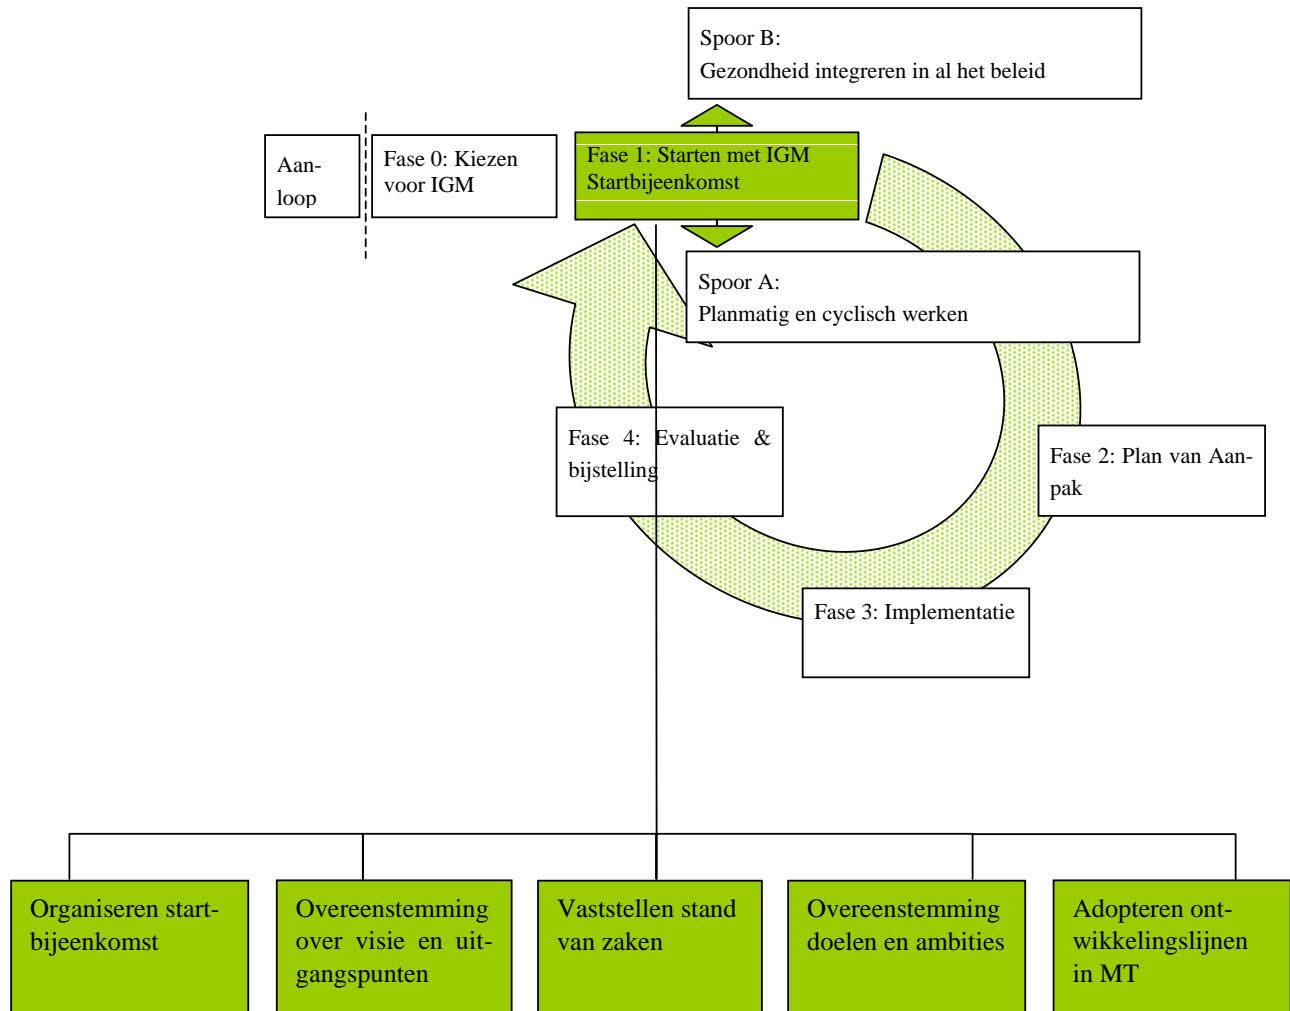 Spoor B:
Gezondheid integreren in al het beleid
Aan-
loop
Fase 0: Kiezen
voor IGM
Fase 1: Starten met IGM
Startbijeenkomst
Spoor A:
Planmatig en cyclisch werken
Fase 4: Evaluatie &
bijstelling
Fase 2: Plan van Aan-
pak
Fase 3: Implementatie
Organiseren start-
bijeenkomst
Overeenstemming
over visie en uit-
gangspunten
Vaststellen stand
van zaken
Overeenstemming
doelen en ambities
Adopteren ont-
wikkelingslijnen
in MT